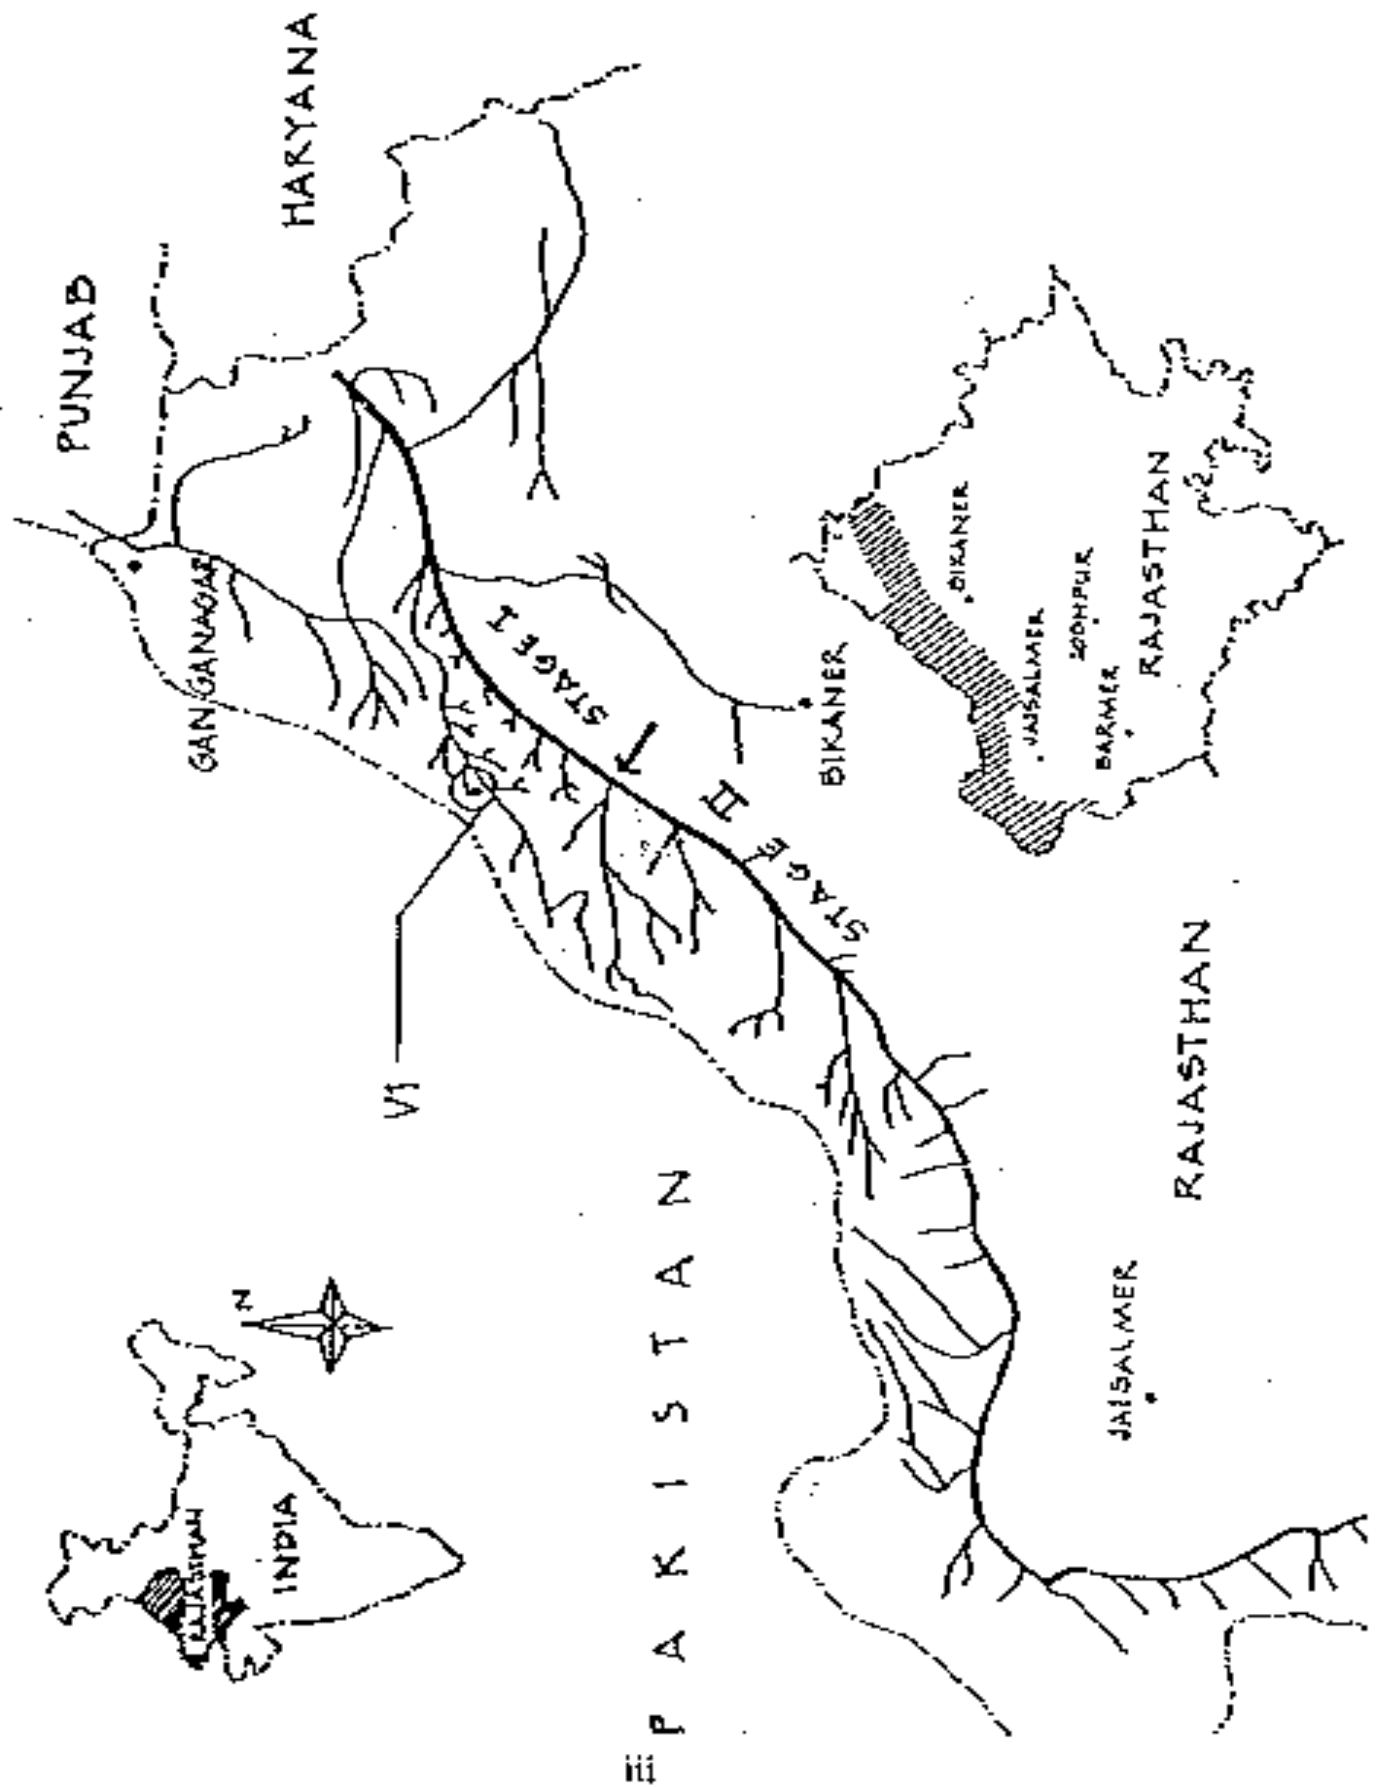 PUNJAB
HARYANA
GANGANAGAR
STAGE I
STAGE II
BIKANER
V1
PAKISTAN
RAJASTHAN
JAISALMER
N
RAJASTHAN
INDIA
BIKANER
JAISALMER
JODHPUR
BARMER
RAJASTHAN
iii